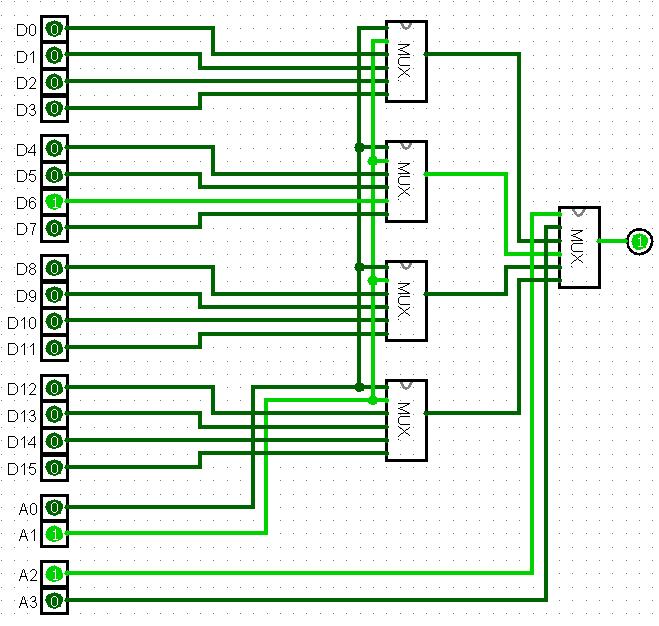 D0 0
D1 0
D2 0
D3 0
MUX
D4 0
D5 0
D6 1
D7 0
MUX
MUX
1
D8 0
D9 0
D10 0
D11 0
MUX
D12 0
D13 0
D14 0
D15 0
MUX
A0 0
A1 1
A2 1
A3 0